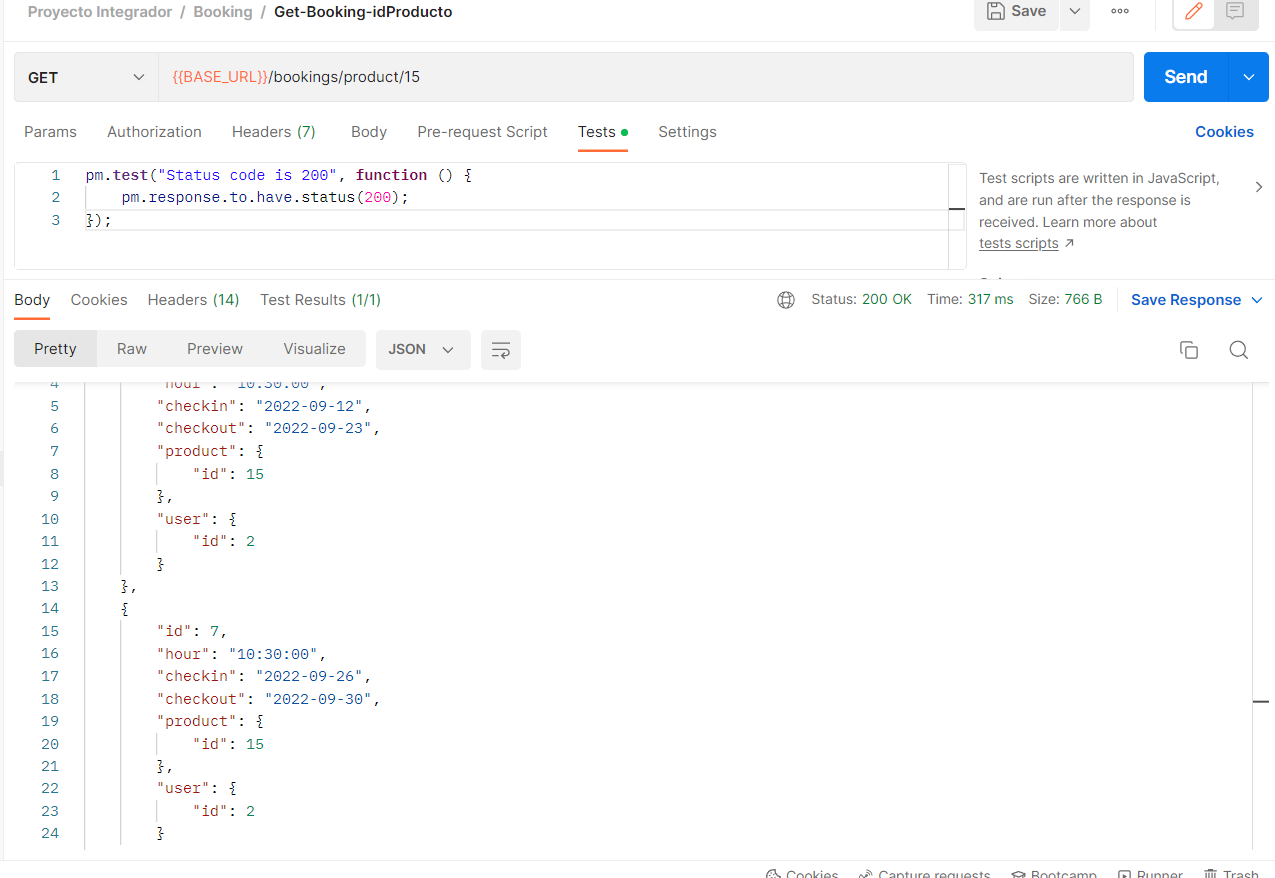 Proyecto Integrador / Booking / Get-Booking-idProducto
Save
GET
{{BASE_URL}}/bookings/product/15
Send
Params Authorization Headers (7) Body Pre-request Script Tests Settings Cookies
1 pm.test("Status code is 200", function () {
2 pm.response.to.have.status(200);
3 });
Test scripts are written in JavaScript,
and are run after the response is
received. Learn more about
tests scripts
Body Cookies Headers (14) Test Results (1/1) Status: 200 OK Time: 317 ms Size: 766 B Save Response
Pretty Raw Preview Visualize JSON
4 "hour": "10:30:00",
5 "checkin": "2022-09-12",
6 "checkout": "2022-09-23",
7 "product": {
8 "id": 15
9 },
10 "user": {
11 "id": 2
12 }
13 },
14 {
15 "id": 7,
16 "hour": "10:30:00",
17 "checkin": "2022-09-26",
18 "checkout": "2022-09-30",
19 "product": {
20 "id": 15
21 },
22 "user": {
23 "id": 2
24 }
Cookies Capture requests Bootcamp Runner Trash